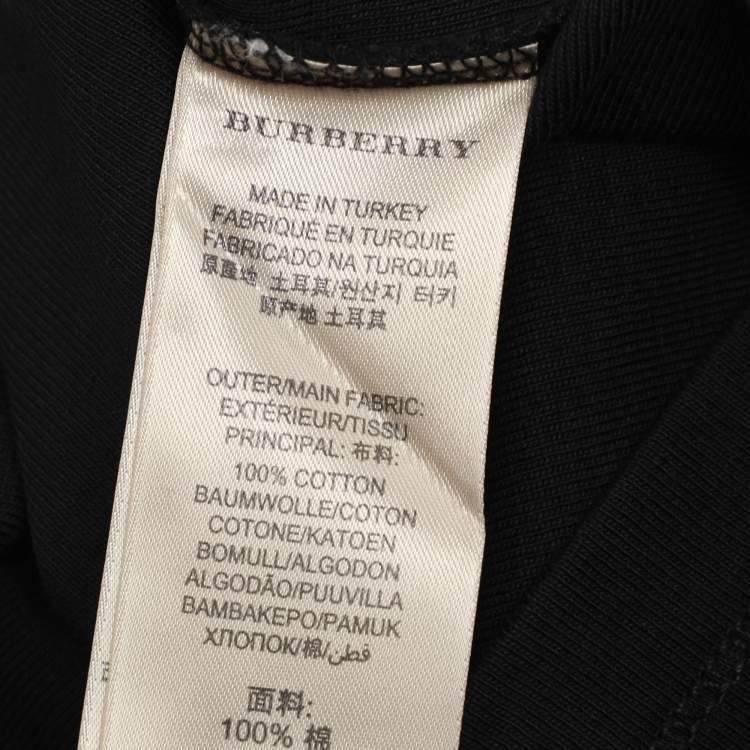 BURBERRY
MADE IN TURKEY
FABRIQUÉ EN TURQUIE
FABRICADO NA TURQUIA
原產地 土耳其/원산지 터키
原产地 土耳其
OUTER/MAIN FABRIC:
EXTÉRIEUR/TISSU
PRINCIPAL: 布料:
100% COTTON
BAUMWOLLE/COTON
COTONE/KATOEN
BOMULL/ALGODON
ALGODÃO/PUUVILLA
BAMBAKEPO/PAMUK
ХЛОПОК/棉/قطن
面料:
100% 棉